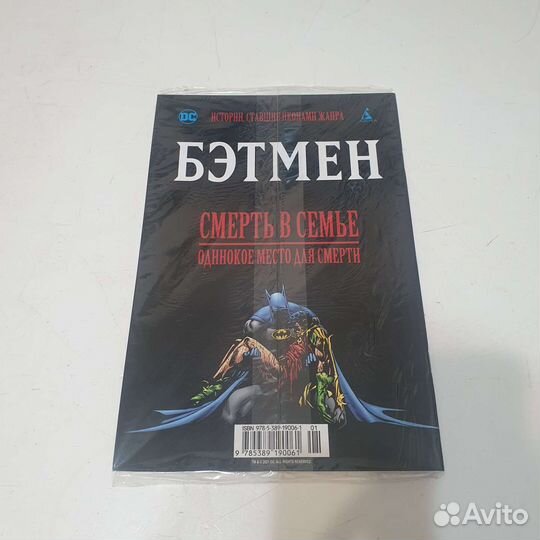 DC
ИСТОРИИ, СТАВШИЕ ИКОНАМИ ЖАНРА
БЭТМЕН
СМЕРТЬ В СЕМЬЕ
ОДИНОКОЕ МЕСТО ДЛЯ СМЕРТИ
ISBN 978-5-389-19006-1
01
9 785389 190061
Avito